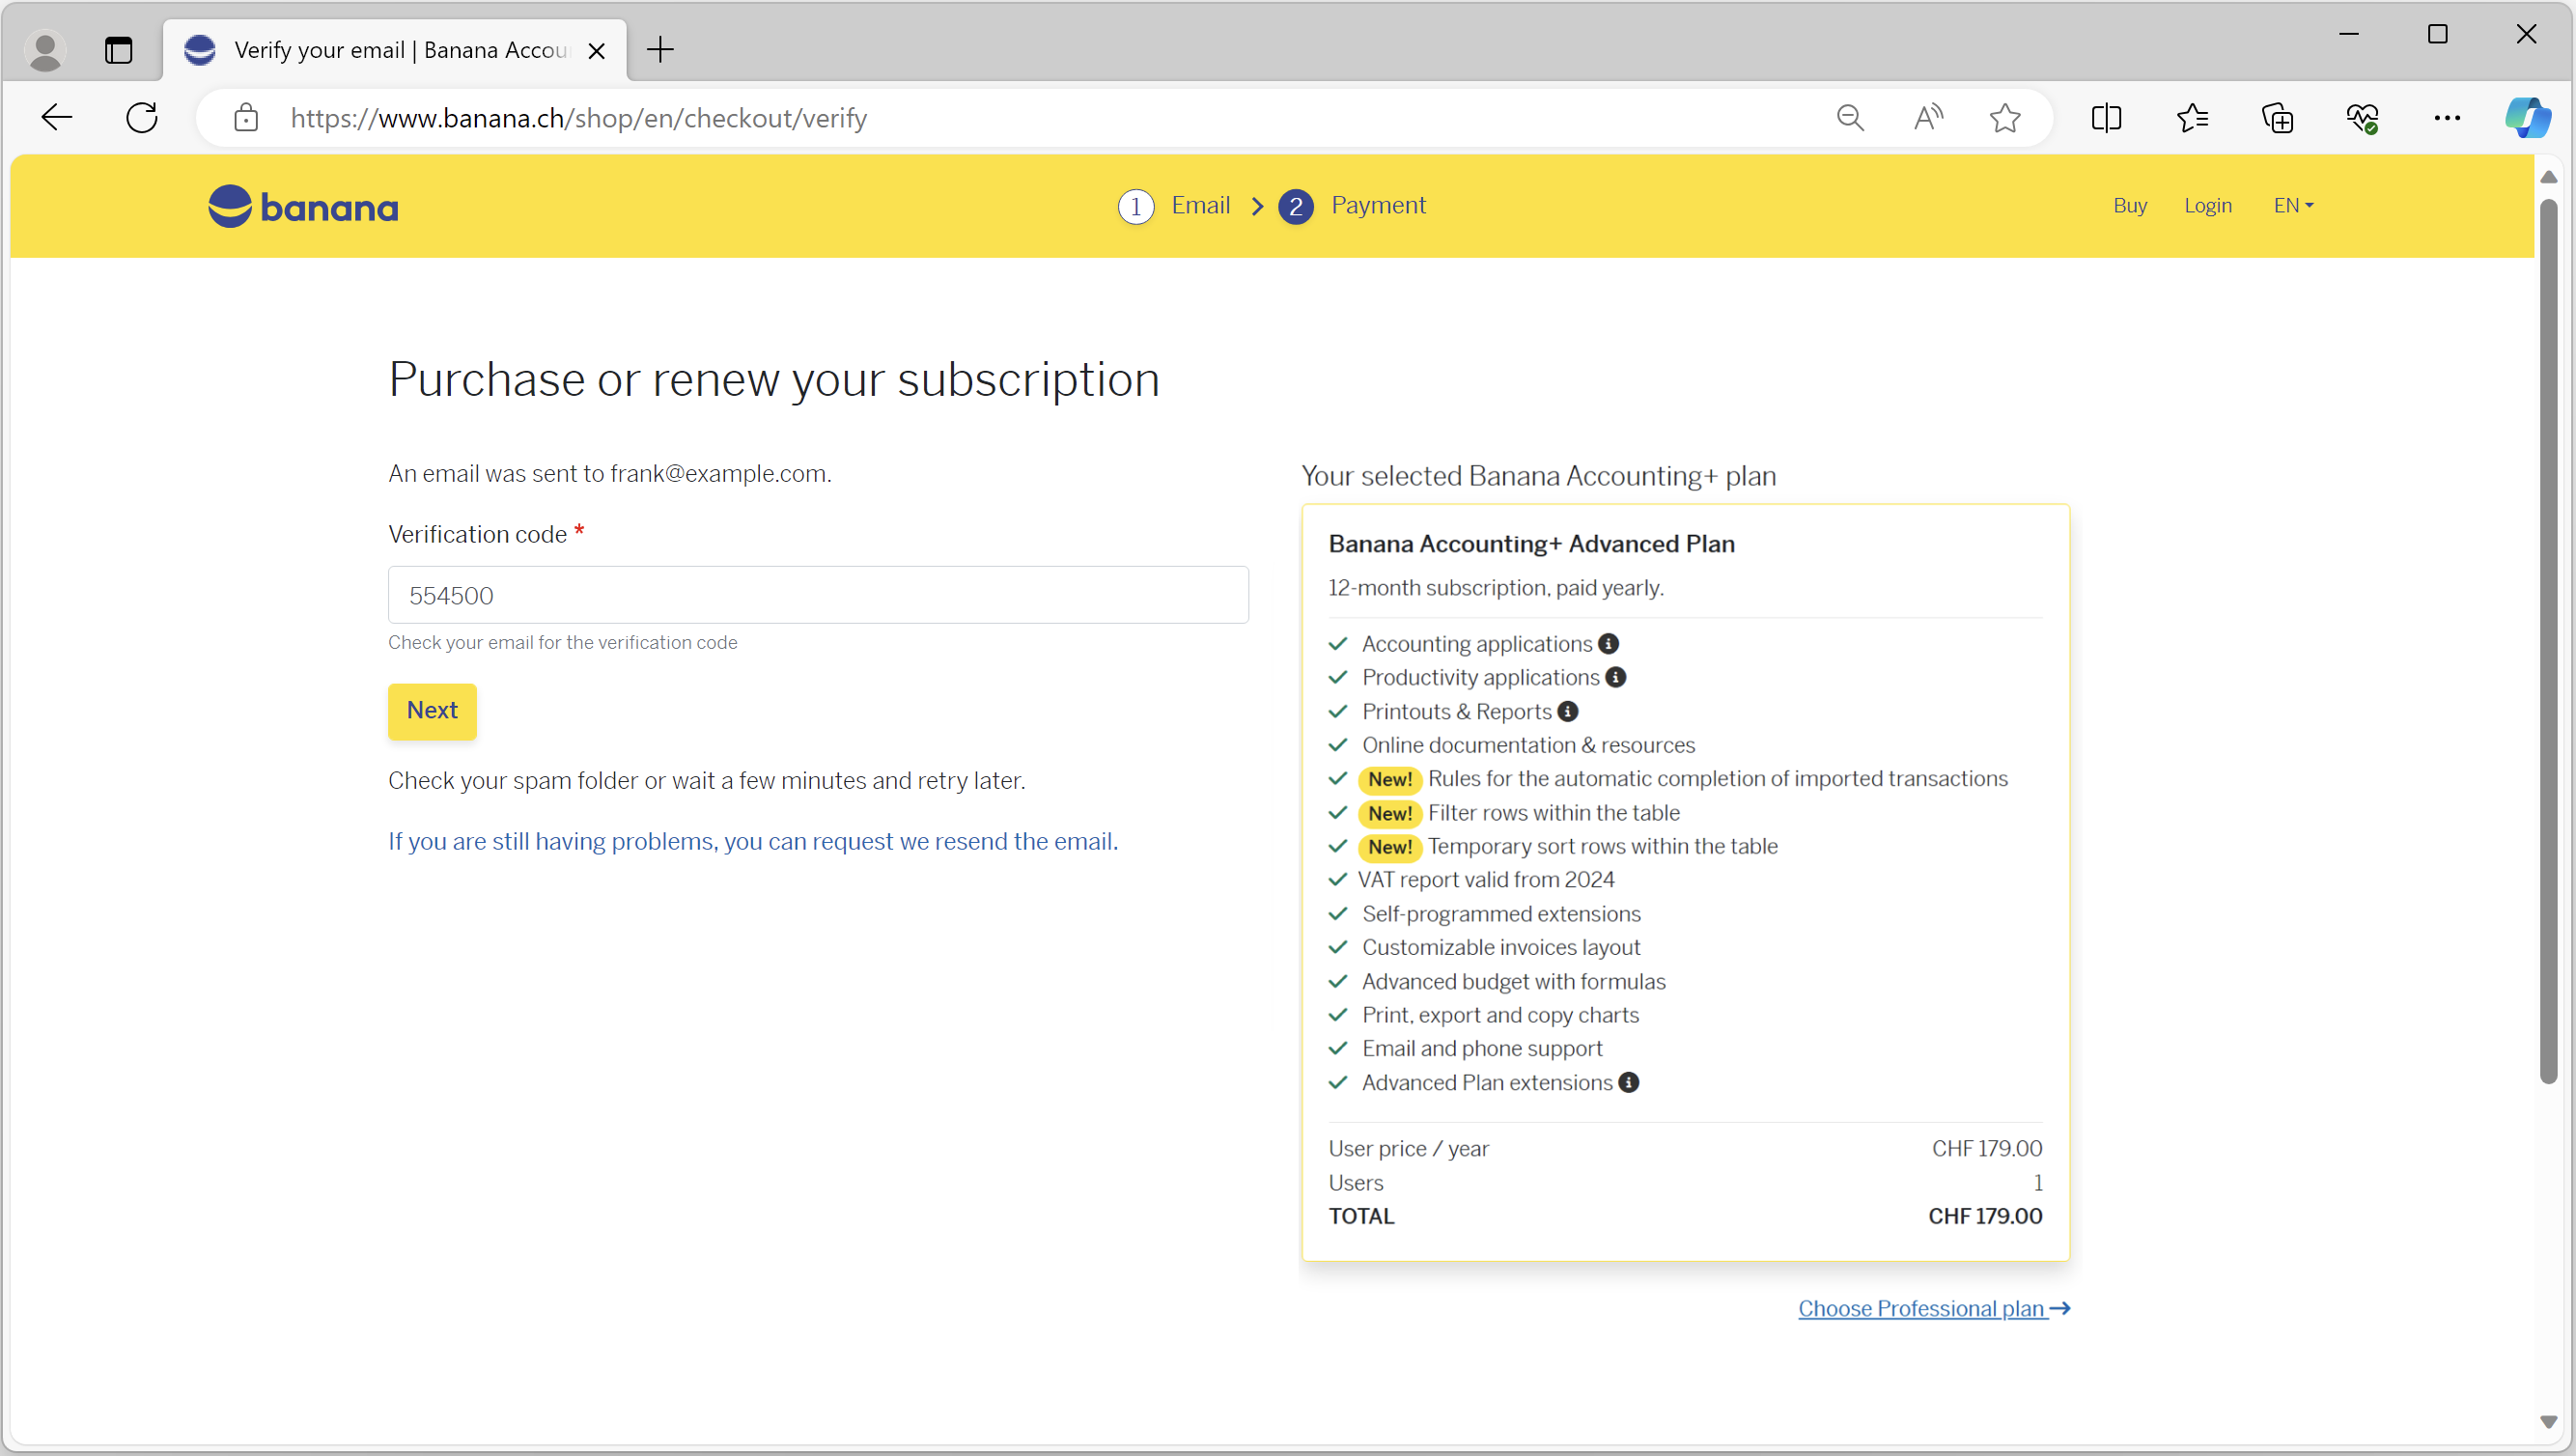 Verify your email | Banana Accou
https://www.banana.ch/shop/en/checkout/verify
banana
1 Email 2 Payment
Buy Login EN
Purchase or renew your subscription
An email was sent to frank@example.com.
Verification code *
554500
Check your email for the verification code
Next
Check your spam folder or wait a few minutes and retry later.
If you are still having problems, you can request we resend the email.
Your selected Banana Accounting+ plan
Banana Accounting+ Advanced Plan
12-month subscription, paid yearly.
Accounting applications
Productivity applications
Printouts & Reports
Online documentation & resources
New! Rules for the automatic completion of imported transactions
New! Filter rows within the table
New! Temporary sort rows within the table
VAT report valid from 2024
Self-programmed extensions
Customizable invoices layout
Advanced budget with formulas
Print, export and copy charts
Email and phone support
Advanced Plan extensions
User price / year CHF 179.00
Users 1
TOTAL CHF 179.00
Choose Professional plan